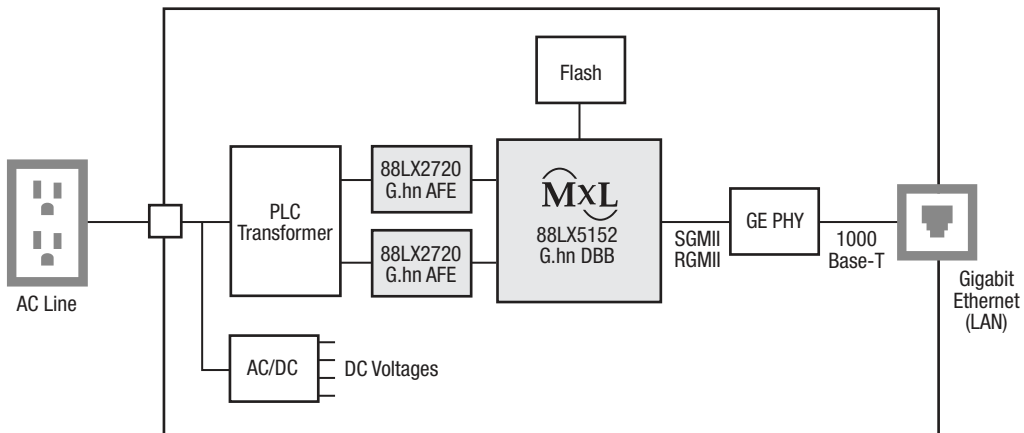 Flash
88LX2720
G.hn AFE
MxL
88LX5152
G.hn DBB
PLC
Transformer
88LX2720
G.hn AFE
SGMII
RGMII
GE PHY
1000
Base-T
AC Line
Gigabit
Ethernet
(LAN)
AC/DC
DC Voltages